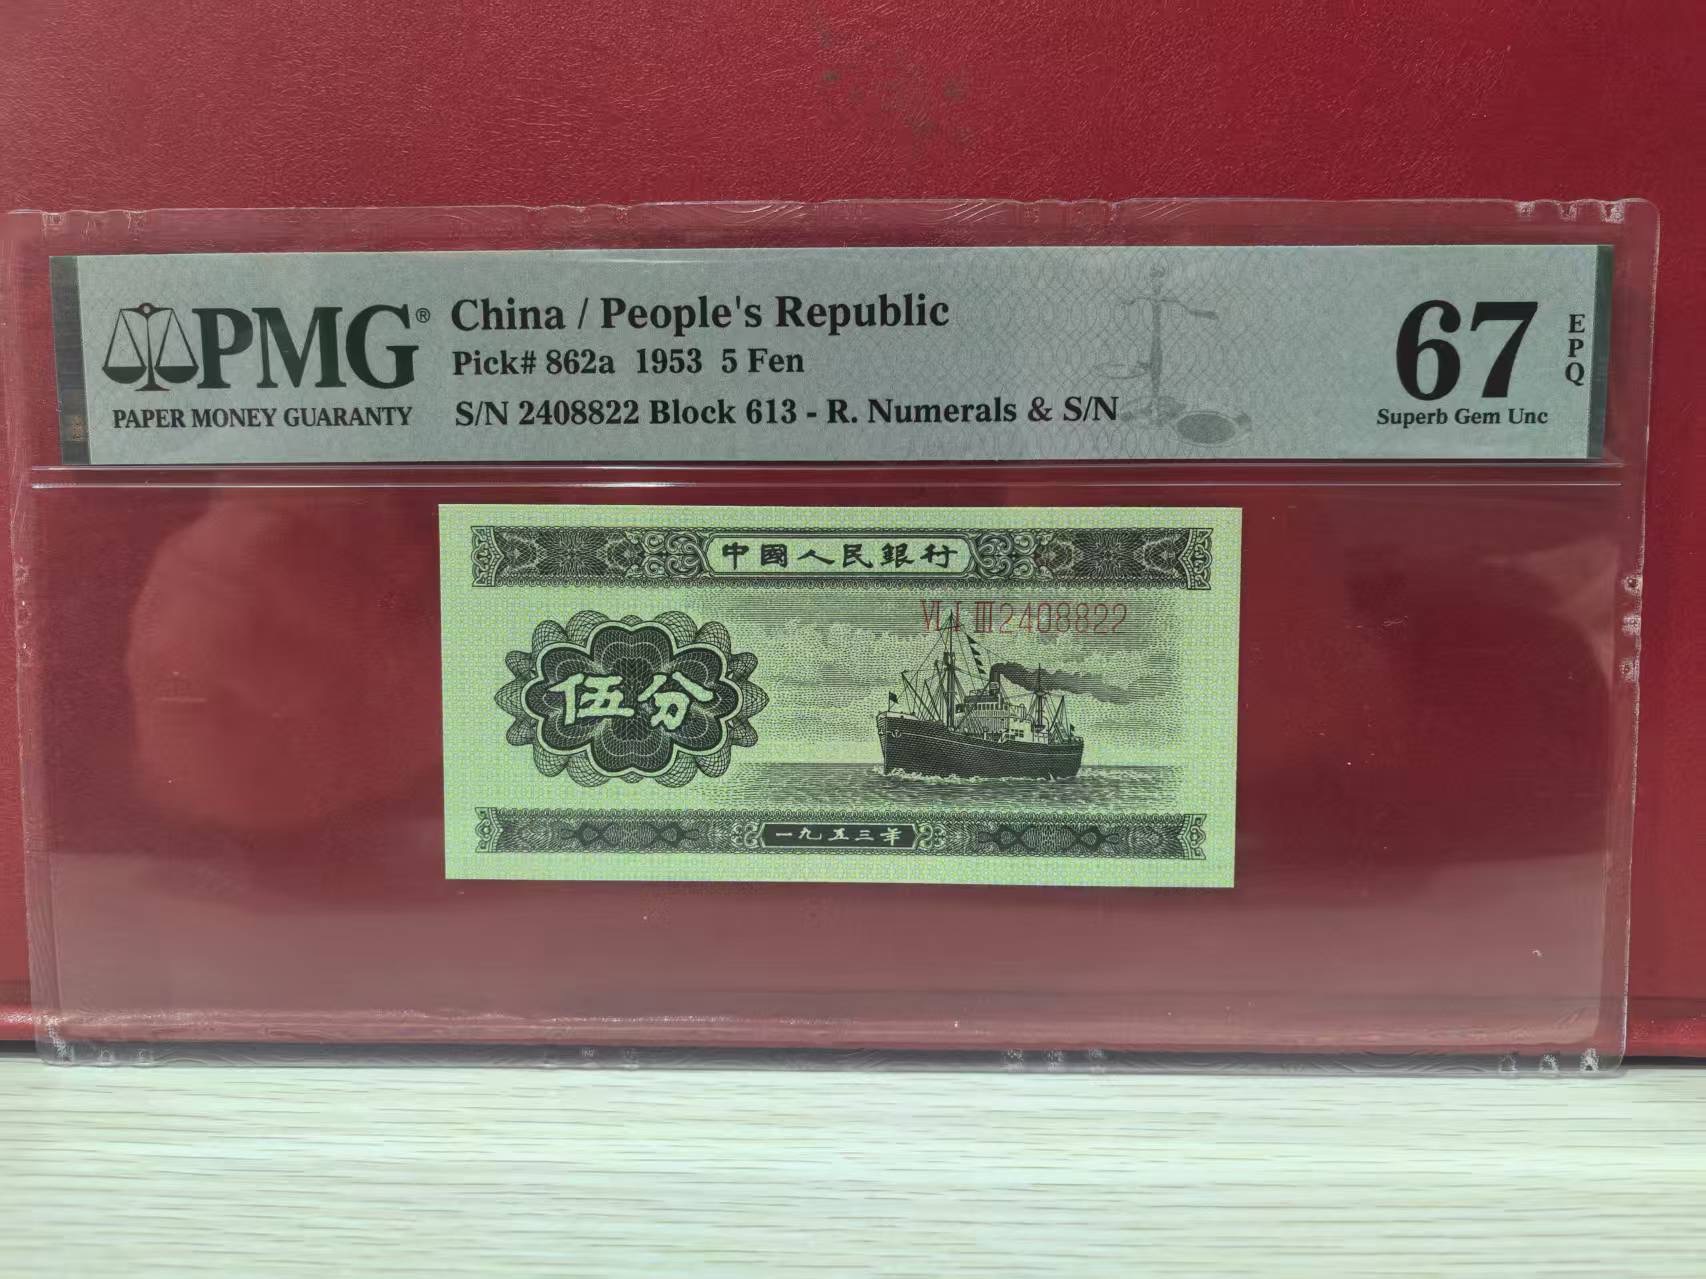 PMG®
PAPER MONEY GUARANTY
China / People's Republic
Pick# 862a 1953 5 Fen
S/N 2408822 Block 613 - R. Numerals & S/N
67
EPQ
Superb Gem Unc
中國人民銀行
VI I III 2408822
伍分
一九五三年